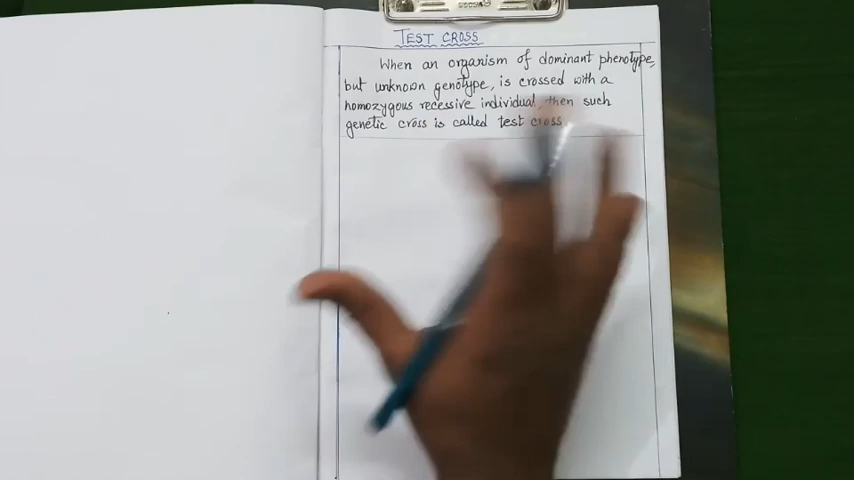 TEST CROSS
When an organism of dominant phenotype,
but unknown genotype, is crossed with a
homozygous recessive individual then such
genetic cross is called test cross.